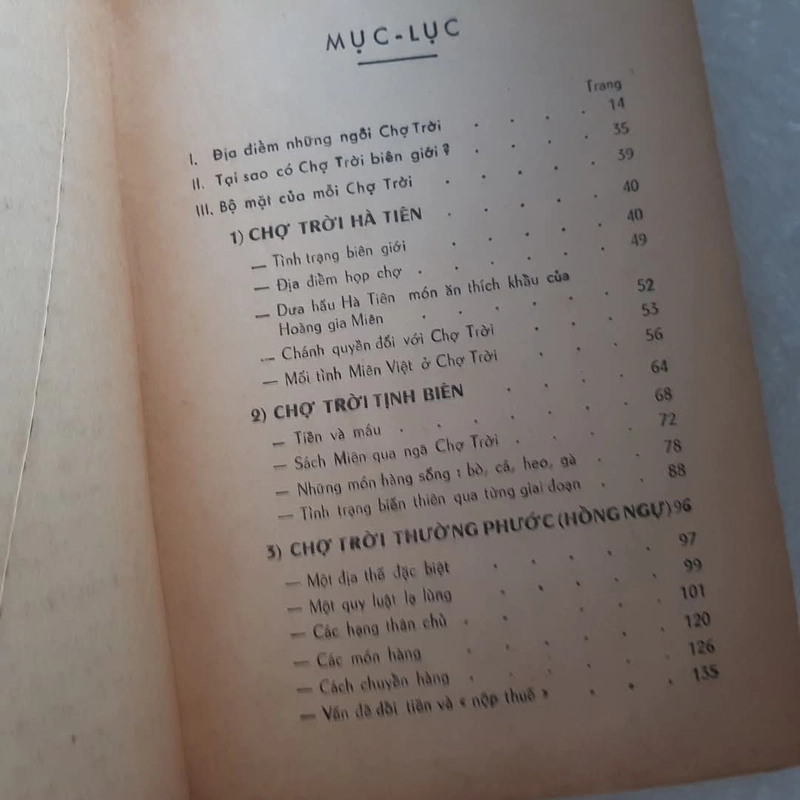 MỤC-LỤC
Trang
I. Địa điểm những ngôi Chợ Trời . . . . 14
II. Tại sao có Chợ Trời biên giới ? . . . . 35
III. Bộ mặt của mỗi Chợ Trời . . . . 39
1) CHỢ TRỜI HÀ TIÊN . . . . . 40
— Tình trạng biên giới . . . . 40
— Địa điểm họp chợ . . . . . 49
— Dưa hấu Hà Tiên món ăn thích khẩu của
Hoàng gia Miên . . . . . 52
— Chánh quyền đối với Chợ Trời . . . 53
— Mối tình Miên Việt ở Chợ Trời . . . 56
2) CHỢ TRỜI TỊNH BIÊN . . . . 64
— Tiền và máu . . . . . . 68
— Sách Miên qua ngã Chợ Trời . . . . 72
— Những món hàng sống : bò, cá, heo, gà . . . 78
— Tình trạng biến thiên qua từng giai đoạn . . . 88
3) CHỢ TRỜI THƯỜNG PHƯỚC (HỒNG NGỰ) 96
— Một địa thế đặc biệt . . . . . 97
— Một quy luật lạ lùng . . . . . 99
— Các hạng thân chủ . . . . . 101
— Các món hàng . . . . . 120
— Cách chuyển hàng . . . . . 126
— Vấn đề đổi tiền và « nộp thuế » . . . 135